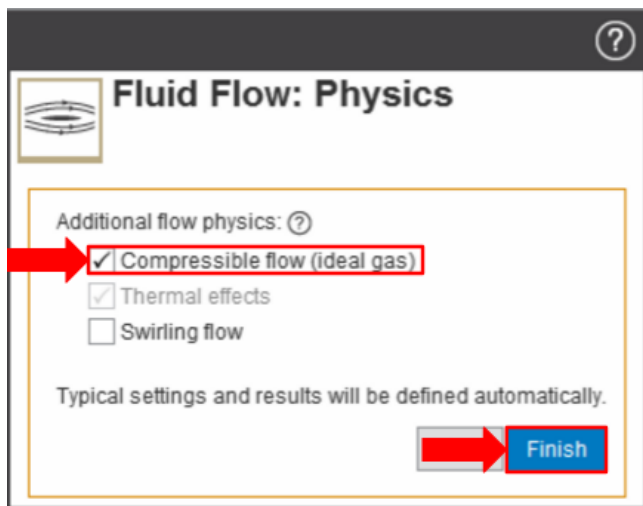 Fluid Flow: Physics
Additional flow physics:
Compressible flow (ideal gas)
Thermal effects
Swirling flow
Typical settings and results will be defined automatically.
Finish